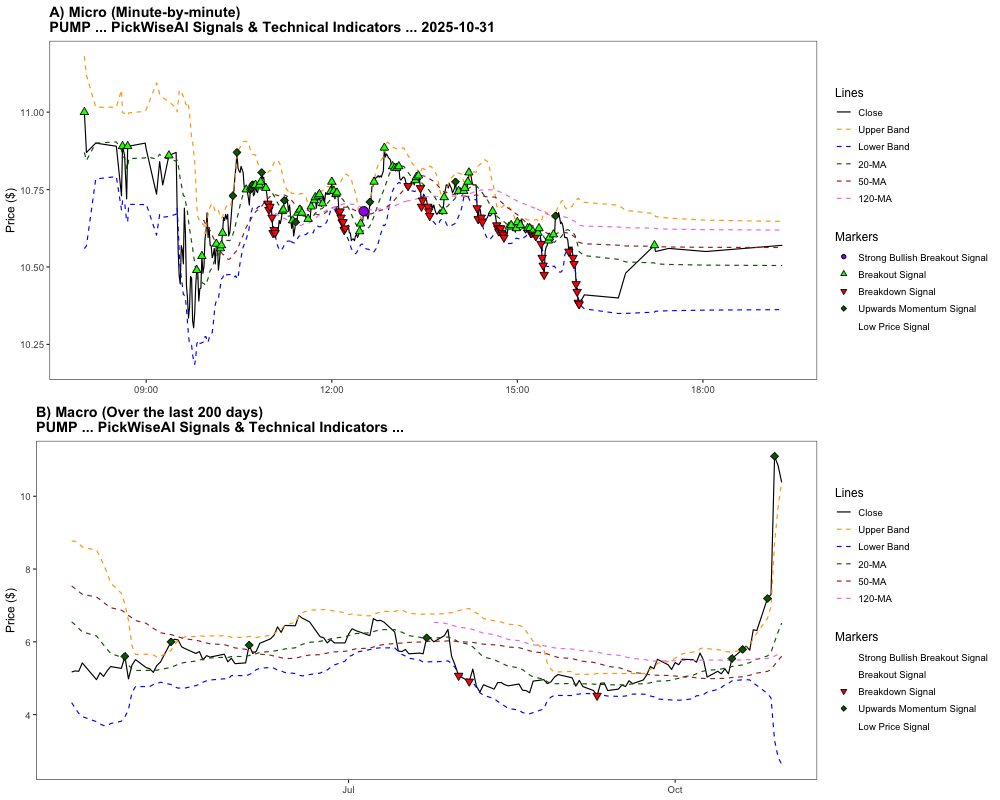 A) Micro (Minute-by-minute)
PUMP ... PickWiseAI Signals & Technical Indicators ... 2025-10-31
Price ($)
11.00
10.75
10.50
10.25
09:00
12:00
15:00
18:00
Lines
Close
Upper Band
Lower Band
20-MA
50-MA
120-MA
Markers
Strong Bullish Breakout Signal
Breakout Signal
Breakdown Signal
Upwards Momentum Signal
Low Price Signal
B) Macro (Over the last 200 days)
PUMP ... PickWiseAI Signals & Technical Indicators ...
Price ($)
10
8
6
4
Jul
Oct
Lines
Close
Upper Band
Lower Band
20-MA
50-MA
120-MA
Markers
Strong Bullish Breakout Signal
Breakout Signal
Breakdown Signal
Upwards Momentum Signal
Low Price Signal